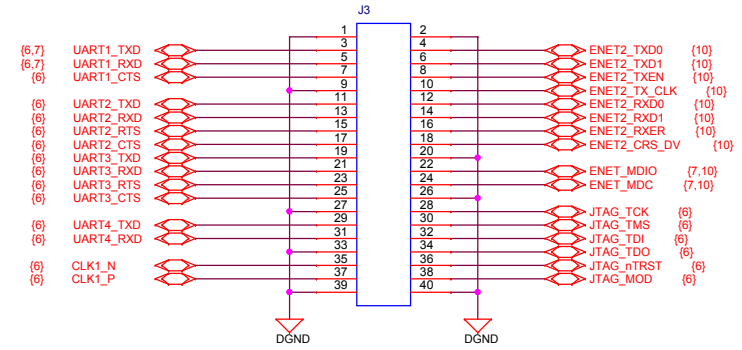 J3
1 2
{6,7} UART1_TXD 3 4 ENET2_TXD0 {10}
{6,7} UART1_RXD 5 6 ENET2_TXD1 {10}
{6} UART1_CTS 7 8 ENET2_TXEN {10}
9 10 ENET2_TX_CLK {10}
{6} UART2_TXD 11 12 ENET2_RXD0 {10}
{6} UART2_RXD 13 14 ENET2_RXD1 {10}
{6} UART2_RTS 15 16 ENET2_RXER {10}
{6} UART2_CTS 17 18 ENET2_CRS_DV {10}
{6} UART3_TXD 19 20
{6} UART3_RXD 21 22 ENET_MDIO {7,10}
{6} UART3_RTS 23 24 ENET_MDC {7,10}
{6} UART3_CTS 25 26
27 28 JTAG_TCK {6}
{6} UART4_TXD 29 30 JTAG_TMS {6}
{6} UART4_RXD 31 32 JTAG_TDI {6}
33 34 JTAG_TDO {6}
{6} CLK1_N 35 36 JTAG_nTRST {6}
{6} CLK1_P 37 38 JTAG_MOD {6}
39 40
DGND DGND